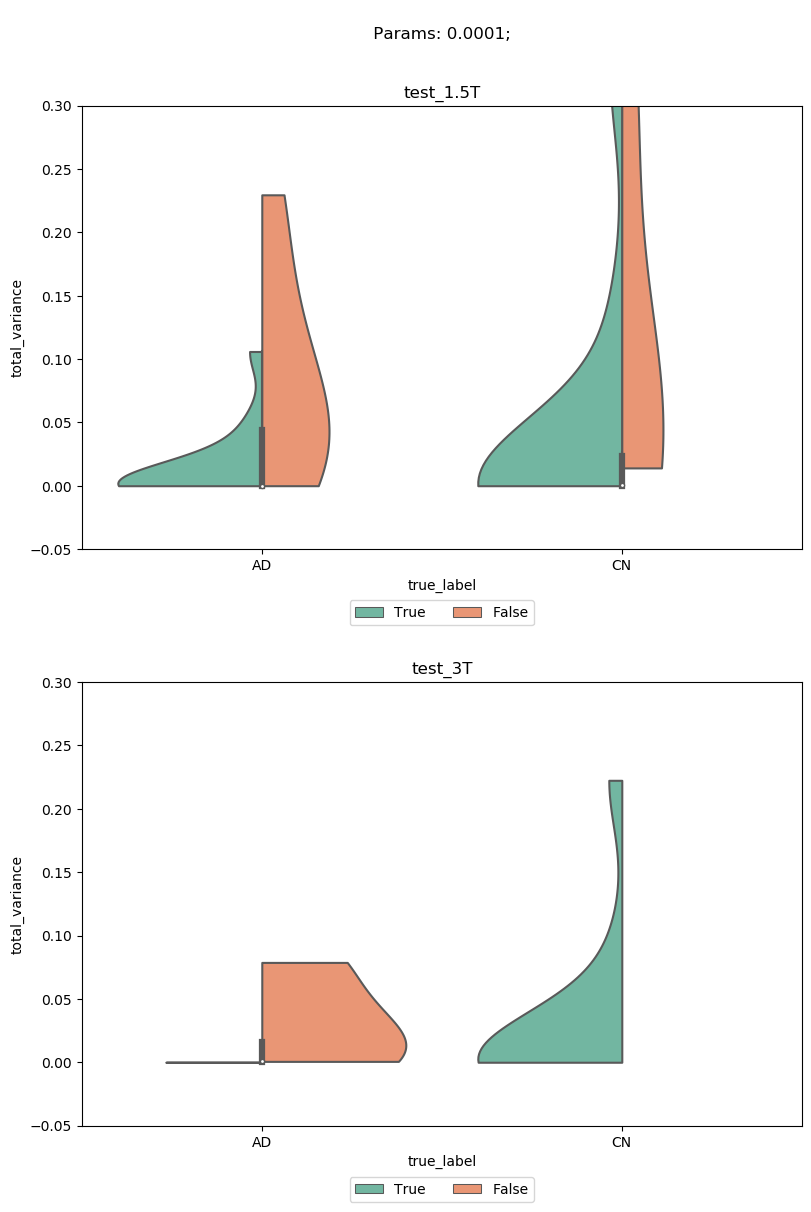 Params: 0.0001;
test_1.5T
0.30
0.25
0.20
0.15
0.10
0.05
0.00
−0.05
total_variance
AD CN
true_label
True False
test_3T
0.30
0.25
0.20
0.15
0.10
0.05
0.00
−0.05
total_variance
AD CN
true_label
True False